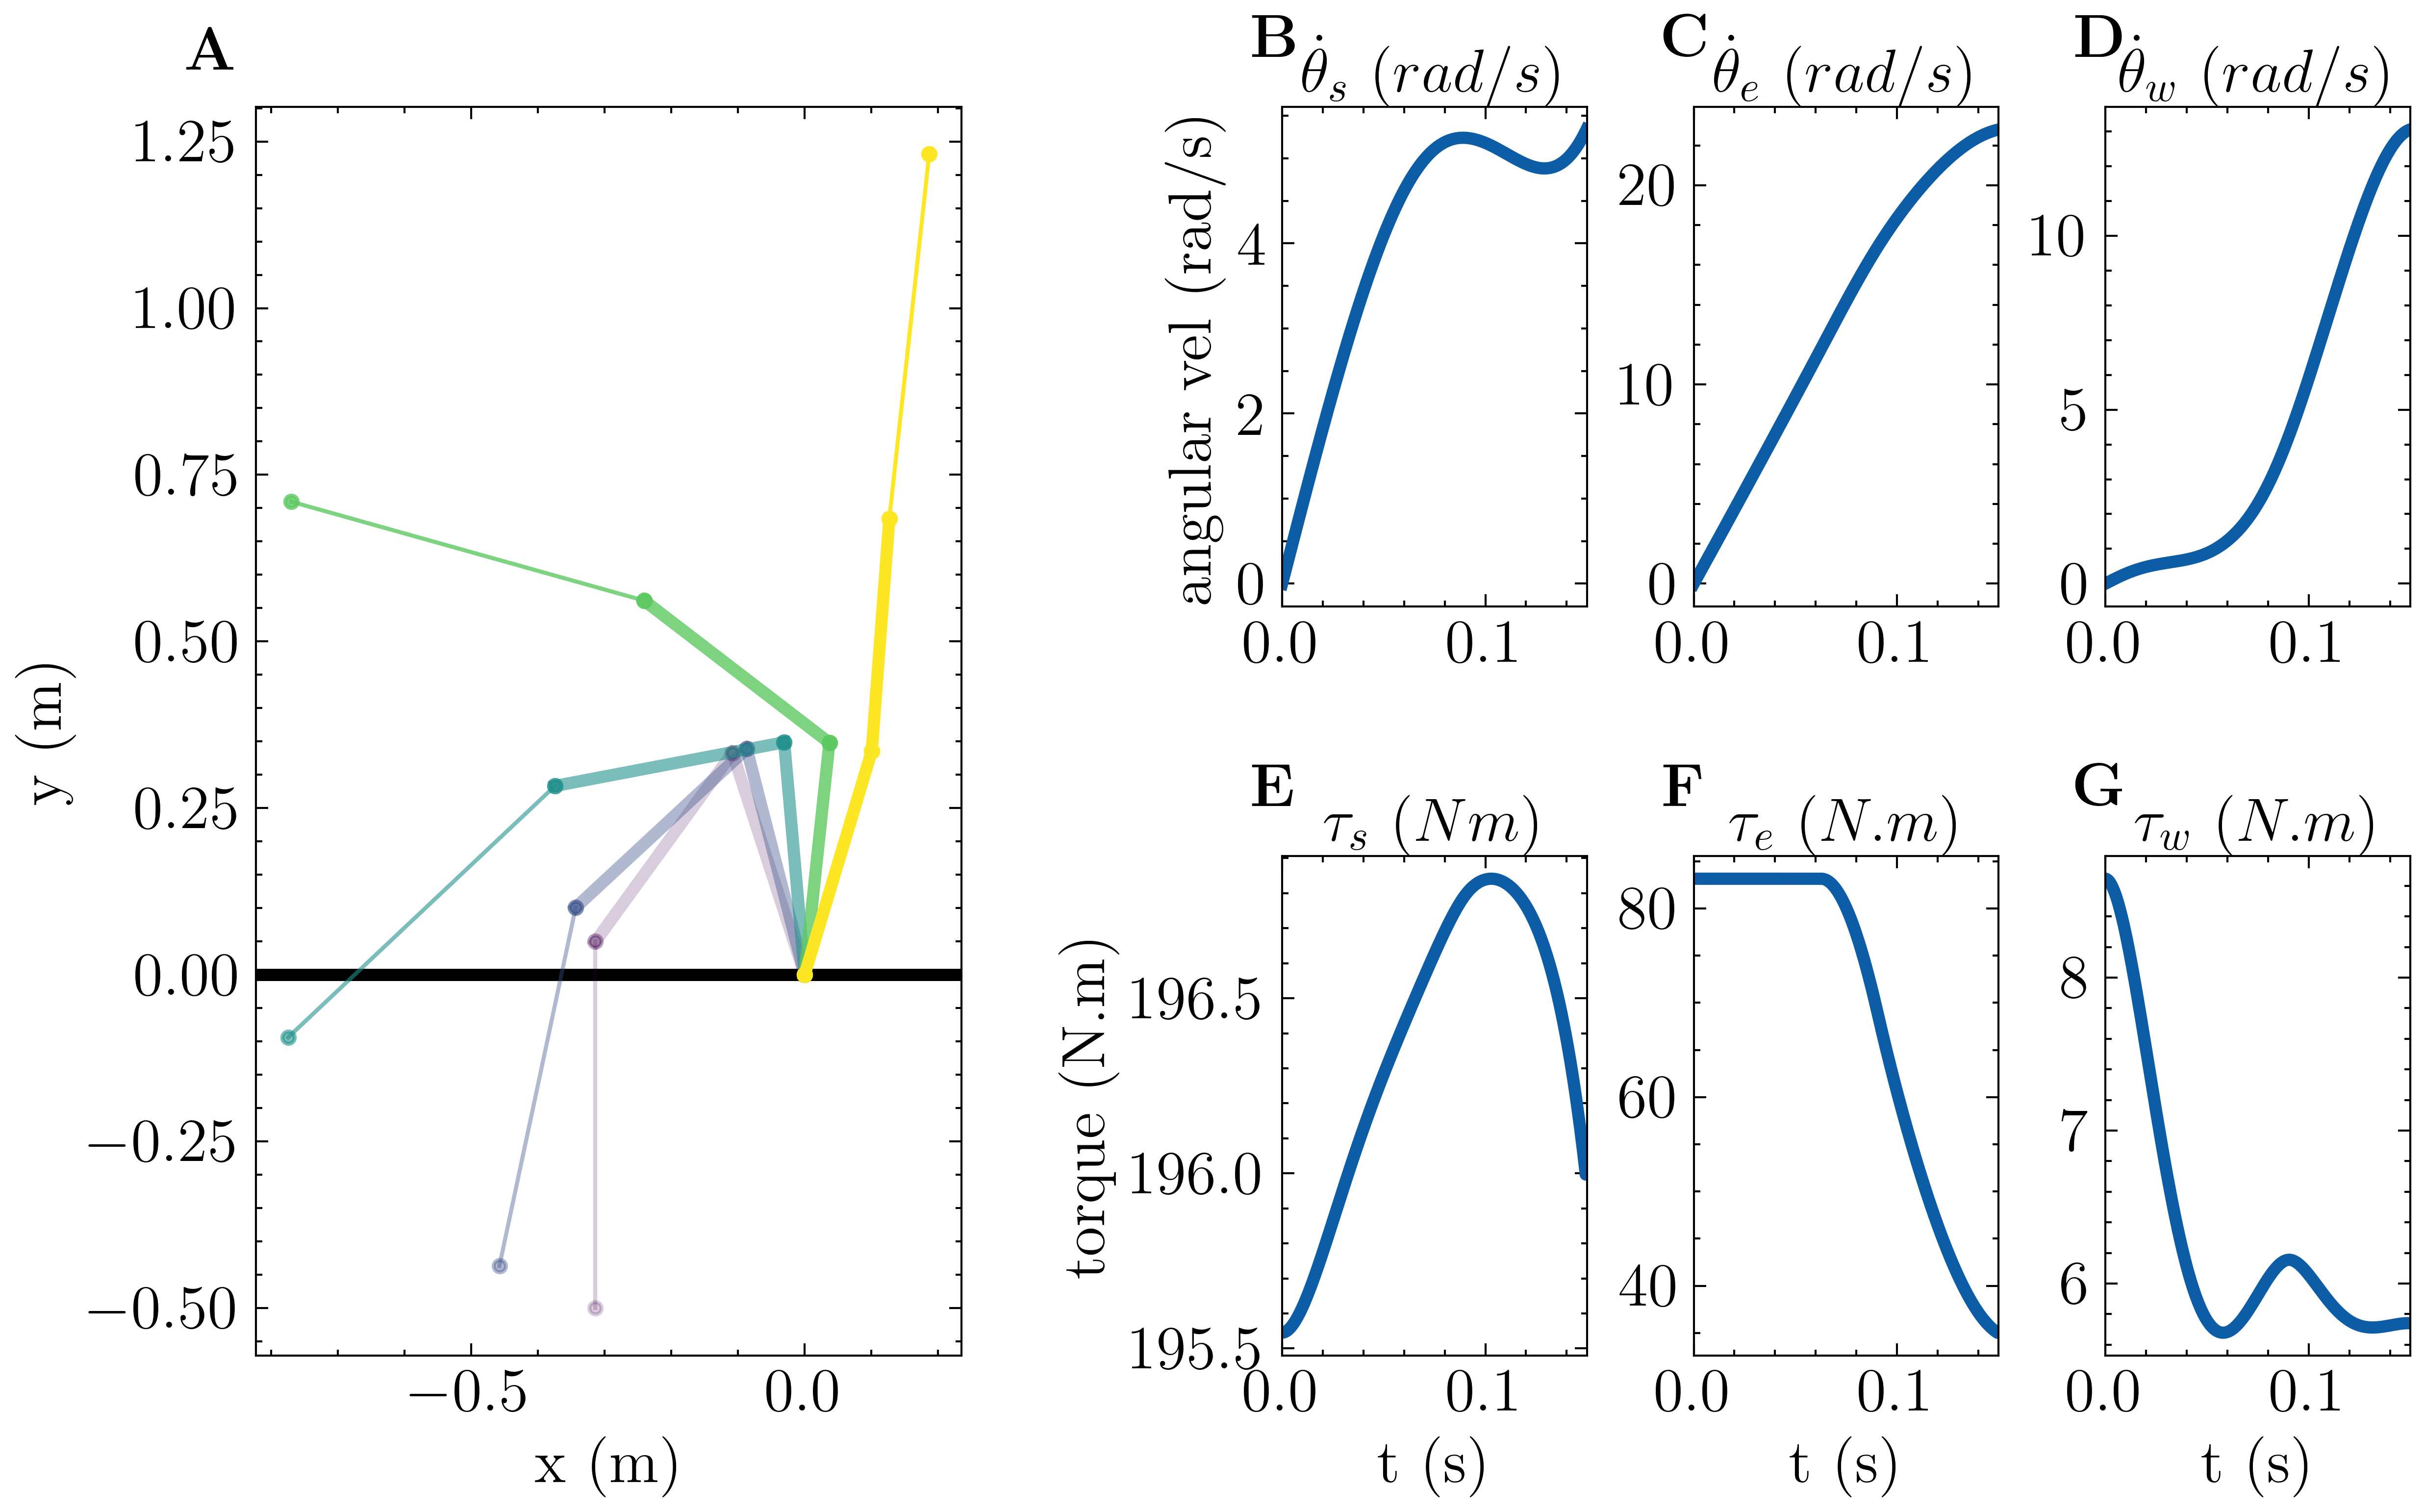 A
1.25
1.00
0.75
0.50
0.25
0.00
−0.25
−0.50
y (m)
−0.5 0.0
x (m)
B
θ̇ₛ (rad/s)
angular vel (rad/s)
4
2
0
0.0 0.1
C
θ̇ₑ (rad/s)
20
10
0
0.0 0.1
D
θ̇_w (rad/s)
10
5
0
0.0 0.1
E
τₛ (Nm)
torque (N.m)
196.5
196.0
195.5
0.0 0.1
t (s)
F
τₑ (N.m)
80
60
40
0.0 0.1
t (s)
G
τ_w (N.m)
8
7
6
0.0 0.1
t (s)